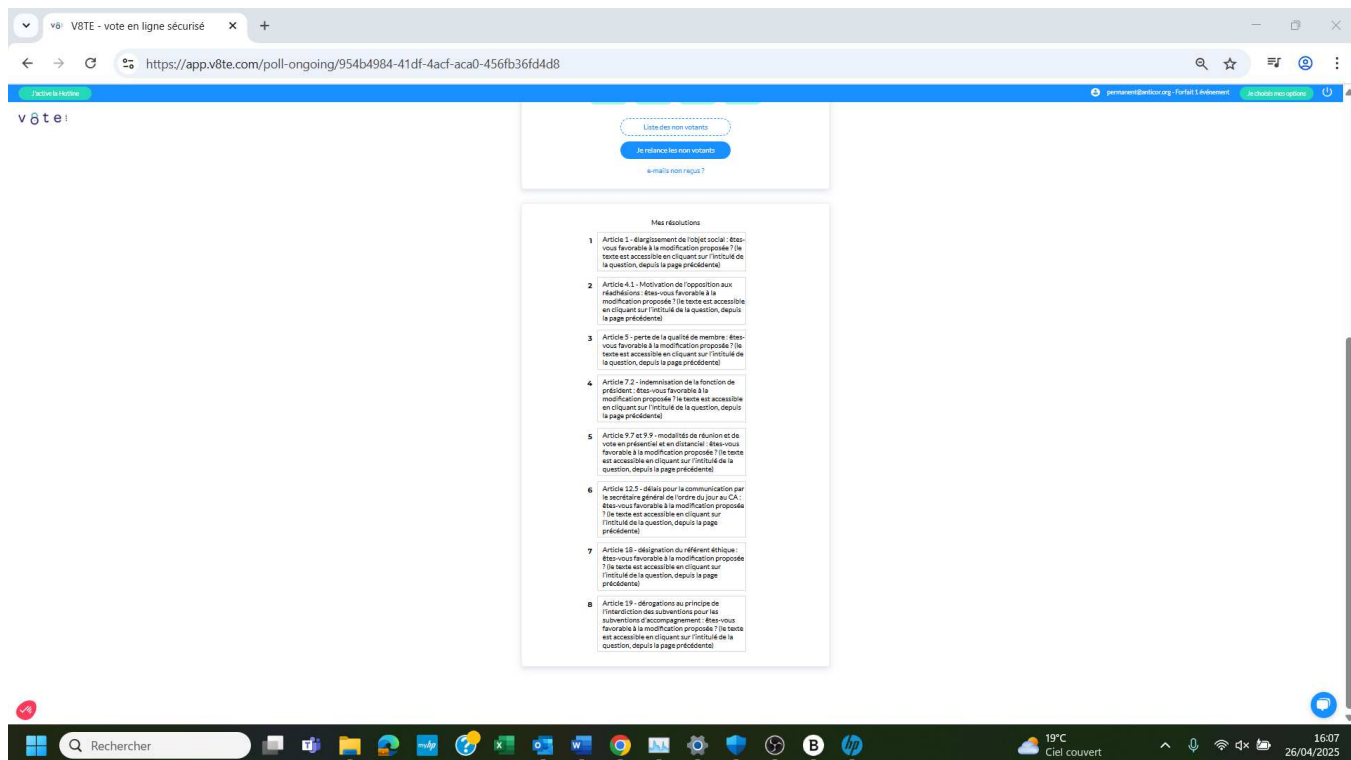 V8TE - vote en ligne sécurisé
https://app.v8te.com/poll-ongoing/954b4984-41df-4acf-aca0-456fb36fd4d8
J'active la Hotline
permanent@anticor.org - Forfait 1 événement
Je choisis mes options
v8te
Liste des non votants
Je relance les non votants
e-mails non reçus ?
Mes résolutions
1 Article 1 - élargissement de l'objet social : êtes-
vous favorable à la modification proposée ? (le
texte est accessible en cliquant sur l'intitulé de
la question, depuis la page précédente)
2 Article 4.1 - Motivation de l'opposition aux
réadhésions : êtes-vous favorable à la
modification proposée ? (le texte est accessible
en cliquant sur l'intitulé de la question, depuis
la page précédente)
3 Article 5 - perte de la qualité de membre : êtes-
vous favorable à la modification proposée ? (le
texte est accessible en cliquant sur l'intitulé de
la question, depuis la page précédente)
4 Article 7.2 - indemnisation de la fonction de
président : êtes-vous favorable à la
modification proposée ? le texte est accessible
en cliquant sur l'intitulé de la question, depuis
la page précédente)
5 Article 9.7 et 9.9 - modalités de réunion et de
vote en présentiel et en distanciel : êtes-vous
favorable à la modification proposée ? (le texte
est accessible en cliquant sur l'intitulé de la
question, depuis la page précédente)
6 Article 12.5 - délais pour la communication par
le secrétaire général de l'ordre du jour au CA :
êtes-vous favorable à la modification proposée
? (le texte est accessible en cliquant sur
l'intitulé de la question, depuis la page
précédente)
7 Article 18 - désignation du référent éthique :
êtes-vous favorable à la modification proposée
? (le texte est accessible en cliquant sur
l'intitulé de la question, depuis la page
précédente)
8 Article 19 - dérogations au principe de
l'interdiction des subventions pour les
subventions d'accompagnement : êtes-vous
favorable à la modification proposée ? (le texte
est accessible en cliquant sur l'intitulé de la
question, depuis la page précédente)
Rechercher
19°C
Ciel couvert
16:07
26/04/2025